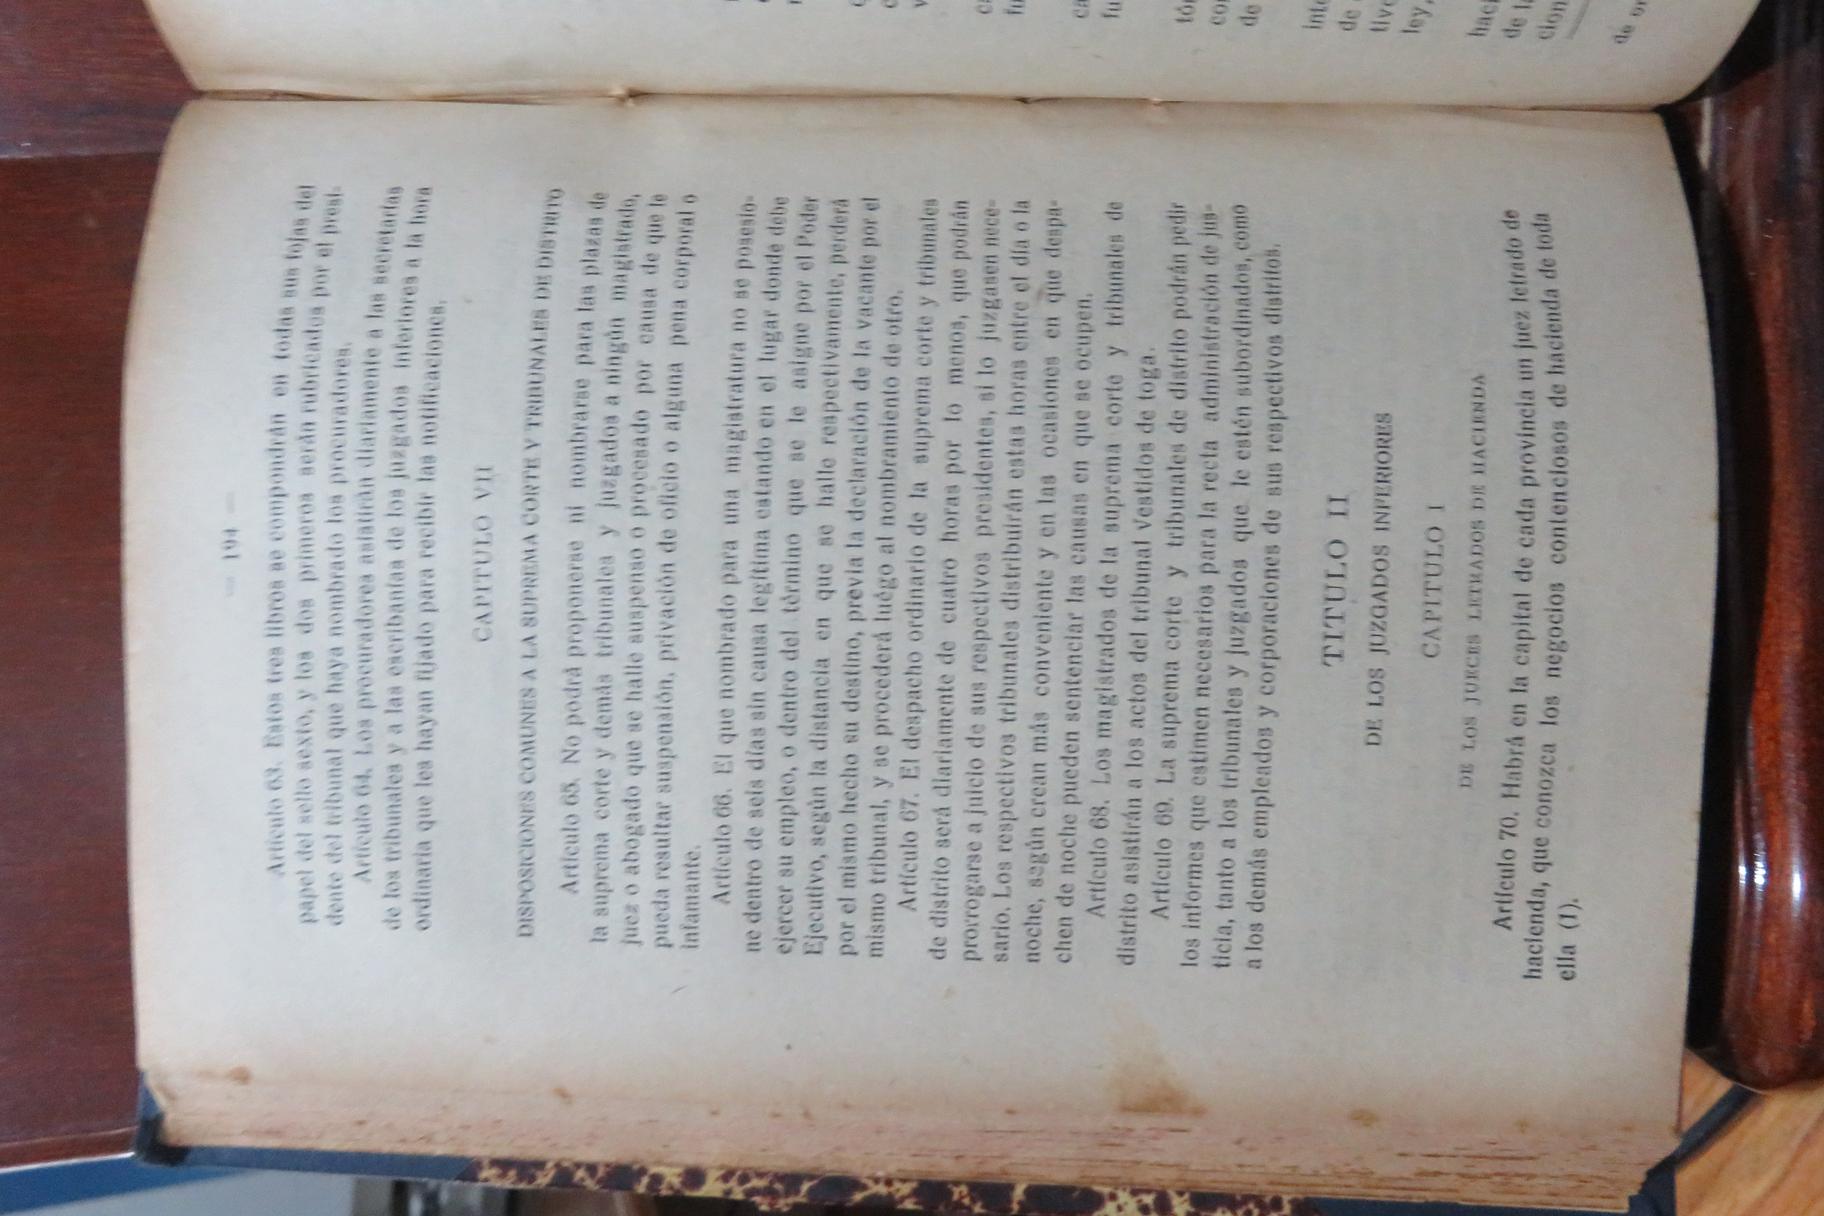 — 194 —
Artículo 63. Estos tres libros se compondrán en todas sus fojas del
papel del sello sexto, y los dos primeros serán rubricados por el presi-
dente del tribunal que haya nombrado los procuradores.
Artículo 64. Los procuradores asistirán diariamente a las secretarías
de los tribunales y a las escribanías de los juzgados inferiores a la hora
ordinaria que les hayan fijado para recibir las notificaciones.
CAPITULO VII
DISPOSICIONES COMUNES A LA SUPREMA CORTE Y TRIBUNALES DE DISTRITO
Artículo 65. No podrá proponerse ni nombrarse para las plazas de
la suprema corte y demás tribunales y juzgados a ningún magistrado,
juez o abogado que se halle suspenso o procesado por causa de que le
pueda resultar suspensión, privación de oficio o alguna pena corporal o
infamante.
Artículo 66. El que nombrado para una magistratura no se posesio-
ne dentro de seis días sin causa legítima estando en el lugar donde debe
ejercer su empleo, o dentro del término que se le asigne por el Poder
Ejecutivo, según la distancia en que se halle respectivamente, perderá
por el mismo hecho su destino, previa la declaración de la vacante por el
mismo tribunal, y se procederá luégo al nombramiento de otro.
Artículo 67. El despacho ordinario de la suprema corte y tribunales
de distrito será diariamente de cuatro horas por lo menos, que podrán
prorrogarse a juicio de sus respectivos presidentes, si lo juzgasen nece-
sario. Los respectivos tribunales distribuirán estas horas entre el día o la
noche, según crean más conveniente y en las ocasiones en que despa-
chen de noche pueden sentenciar las causas en que se ocupen.
Artículo 68. Los magistrados de la suprema corte y tribunales de
distrito asistirán a los actos del tribunal vestidos de toga.
Artículo 69. La suprema corte y tribunales de distrito podrán pedir
los informes que estimen necesarios para la recta administración de jus-
ticia, tanto a los tribunales y juzgados que le estén subordinados, como
a los demás empleados y corporaciones de sus respectivos distritos.
TITULO II
DE LOS JUZGADOS INFERIORES
CAPITULO I
DE LOS JUECES LETRADOS DE HACIENDA
Artículo 70. Habrá en la capital de cada provincia un juez letrado de
hacienda, que conozca los negocios contenciosos de hacienda de toda
ella (1).